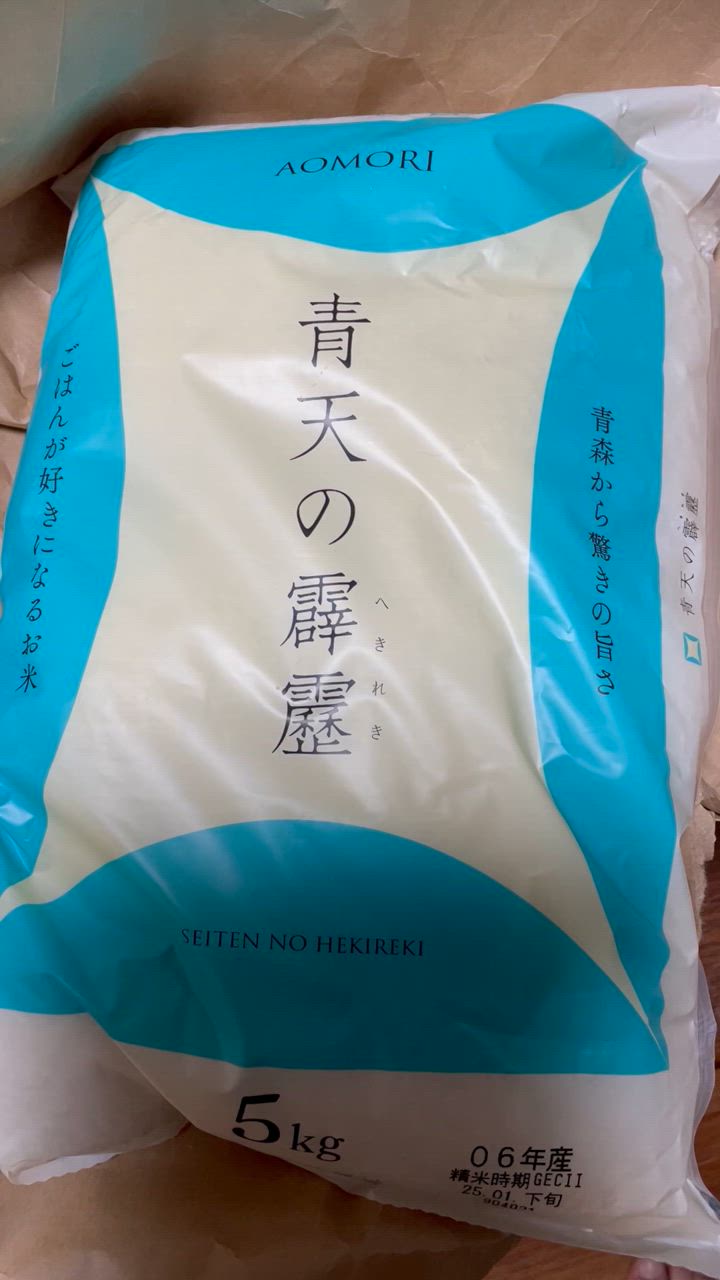 AOMORI
青森から驚きの旨さ
青天の霹靂
へきれき
ごはんが好きになるお米
青天の霹靂
SEITEN NO HEKIREKI
5kg
06年産
精米時期GECII
25.01.下旬